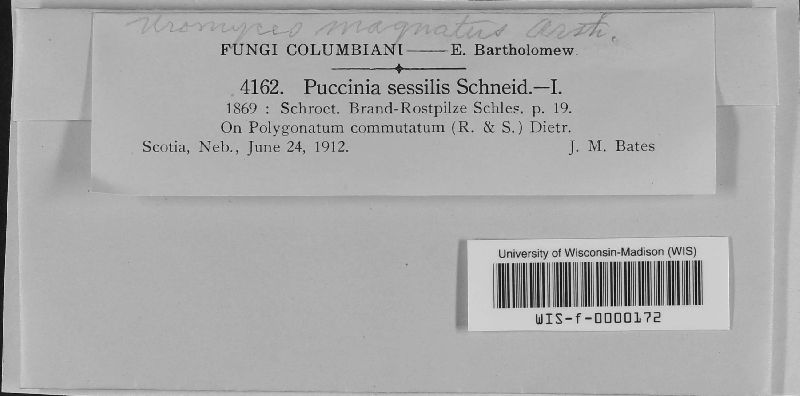 Uromyces magnatus Arth.
FUNGI COLUMBIANI—E. Bartholomew.
4162. Puccinia sessilis Schneid.—I.
1869 : Schroet. Brand-Rostpilze Schles. p. 19.
On Polygonatum commutatum (R. & S.) Dietr.
Scotia, Neb., June 24, 1912. J. M. Bates
University of Wisconsin-Madison (WIS)
WIS-f-0000172